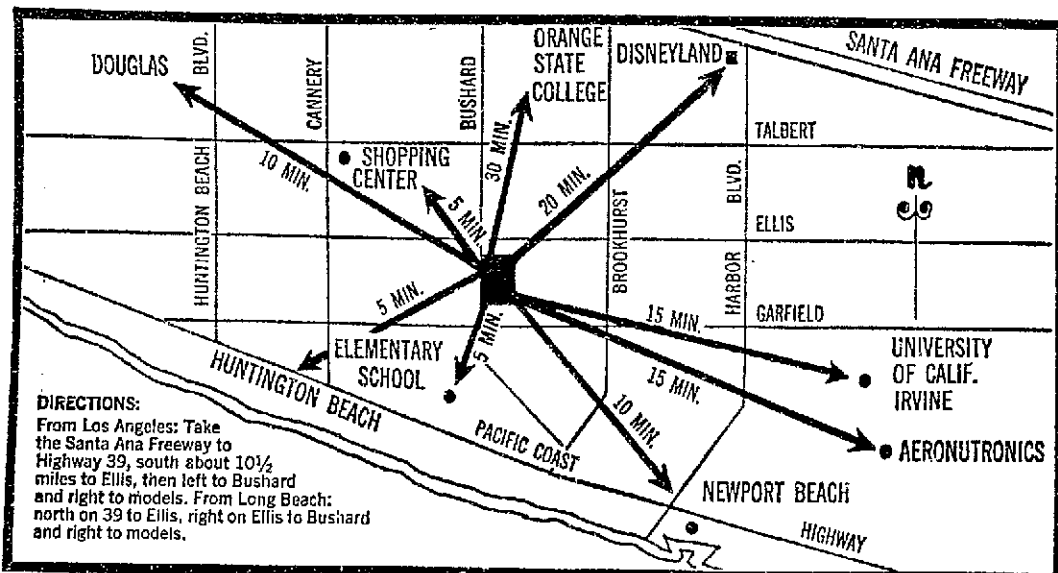 DOUGLAS
HUNTINGTON BEACH BLVD.
CANNERY
BUSHARD
ORANGE
STATE
COLLEGE
DISNEYLAND
SANTA ANA FREEWAY
TALBERT
10 MIN.
SHOPPING
CENTER
5 MIN.
30 MIN.
20 MIN.
BROOKHURST
HARBOR BLVD.
n
ELLIS
5 MIN.
GARFIELD
15 MIN.
ELEMENTARY
SCHOOL
5 MIN.
UNIVERSITY
OF CALIF.
IRVINE
15 MIN.
HUNTINGTON BEACH
10 MIN.
AERONUTRONICS
PACIFIC COAST HIGHWAY
NEWPORT BEACH
DIRECTIONS:
From Los Angeles: Take
the Santa Ana Freeway to
Highway 39, south about 10½
miles to Ellis, then left to Bushard
and right to models. From Long Beach:
north on 39 to Ellis, right on Ellis to Bushard
and right to models.